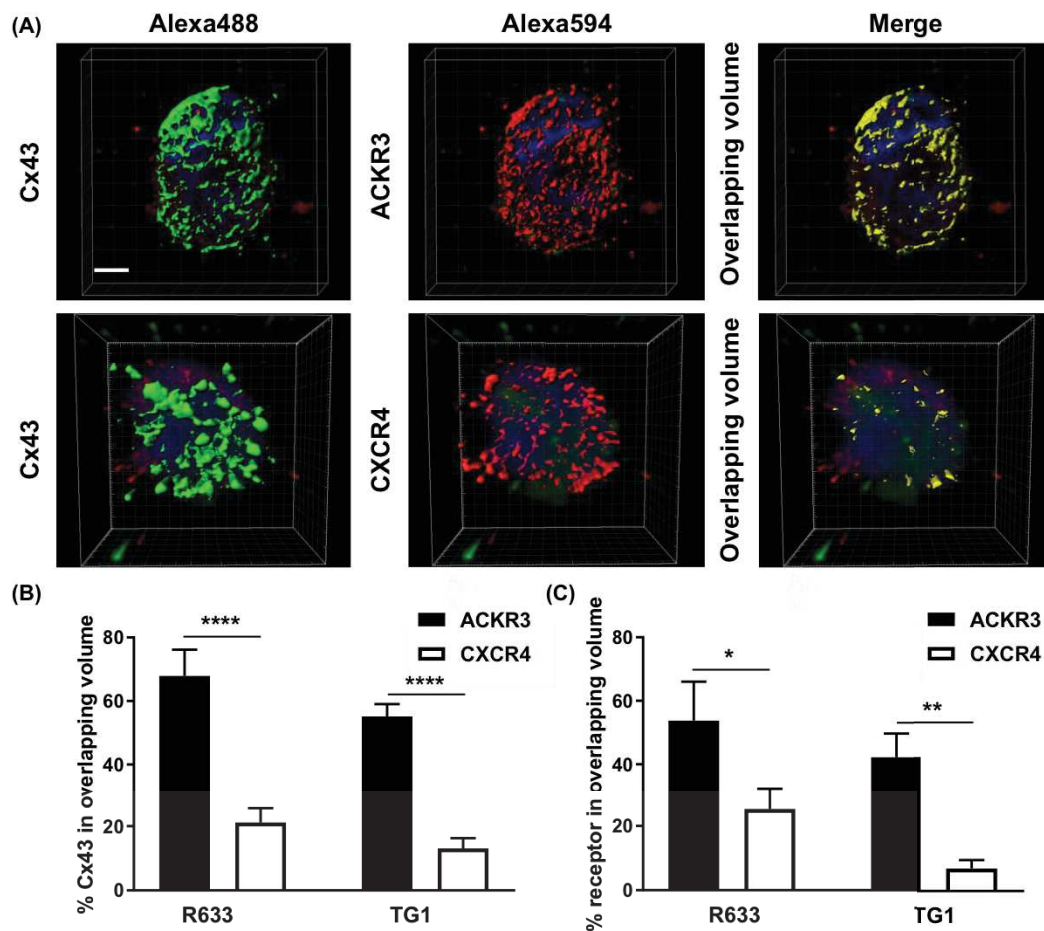 (A)
Alexa488 Alexa594 Merge
Cx43 ACKR3 Overlapping volume
Cx43 CXCR4 Overlapping volume
(B)
% Cx43 in overlapping volume
80
60
40
20
0
ACKR3
CXCR4
****
****
R633 TG1
(C)
% receptor in overlapping volume
80
60
40
20
0
ACKR3
CXCR4
*
**
R633 TG1